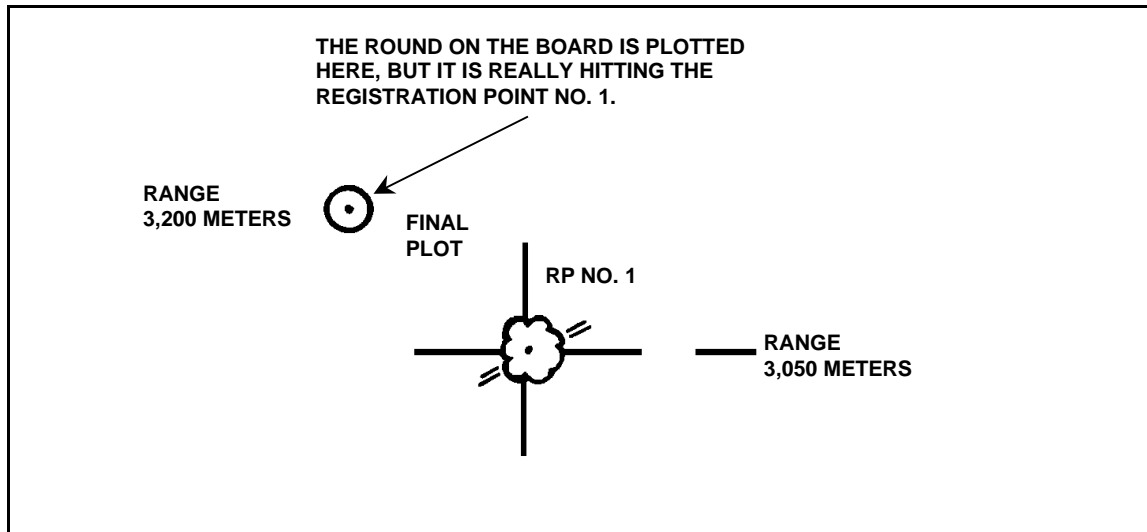 THE ROUND ON THE BOARD IS PLOTTED
HERE, BUT IT IS REALLY HITTING THE
REGISTRATION POINT NO. 1.
RANGE
3,200 METERS
FINAL
PLOT
RP NO. 1
RANGE
3,050 METERS